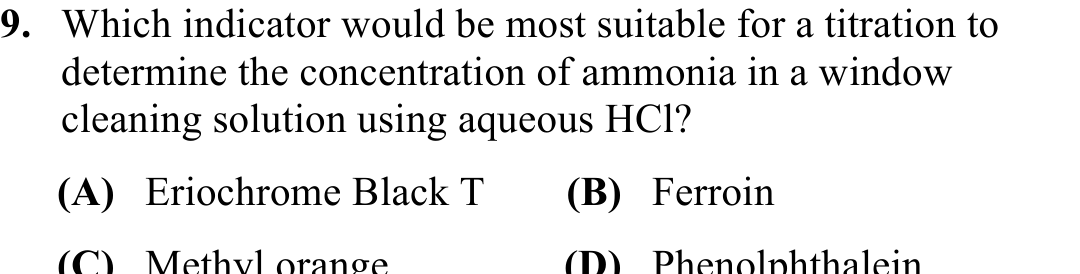 9. Which indicator would be most suitable for a titration to
determine the concentration of ammonia in a window
cleaning solution using aqueous HCl?
(A) Eriochrome Black T (B) Ferroin
(C) Methyl orange (D) Phenolphthalein